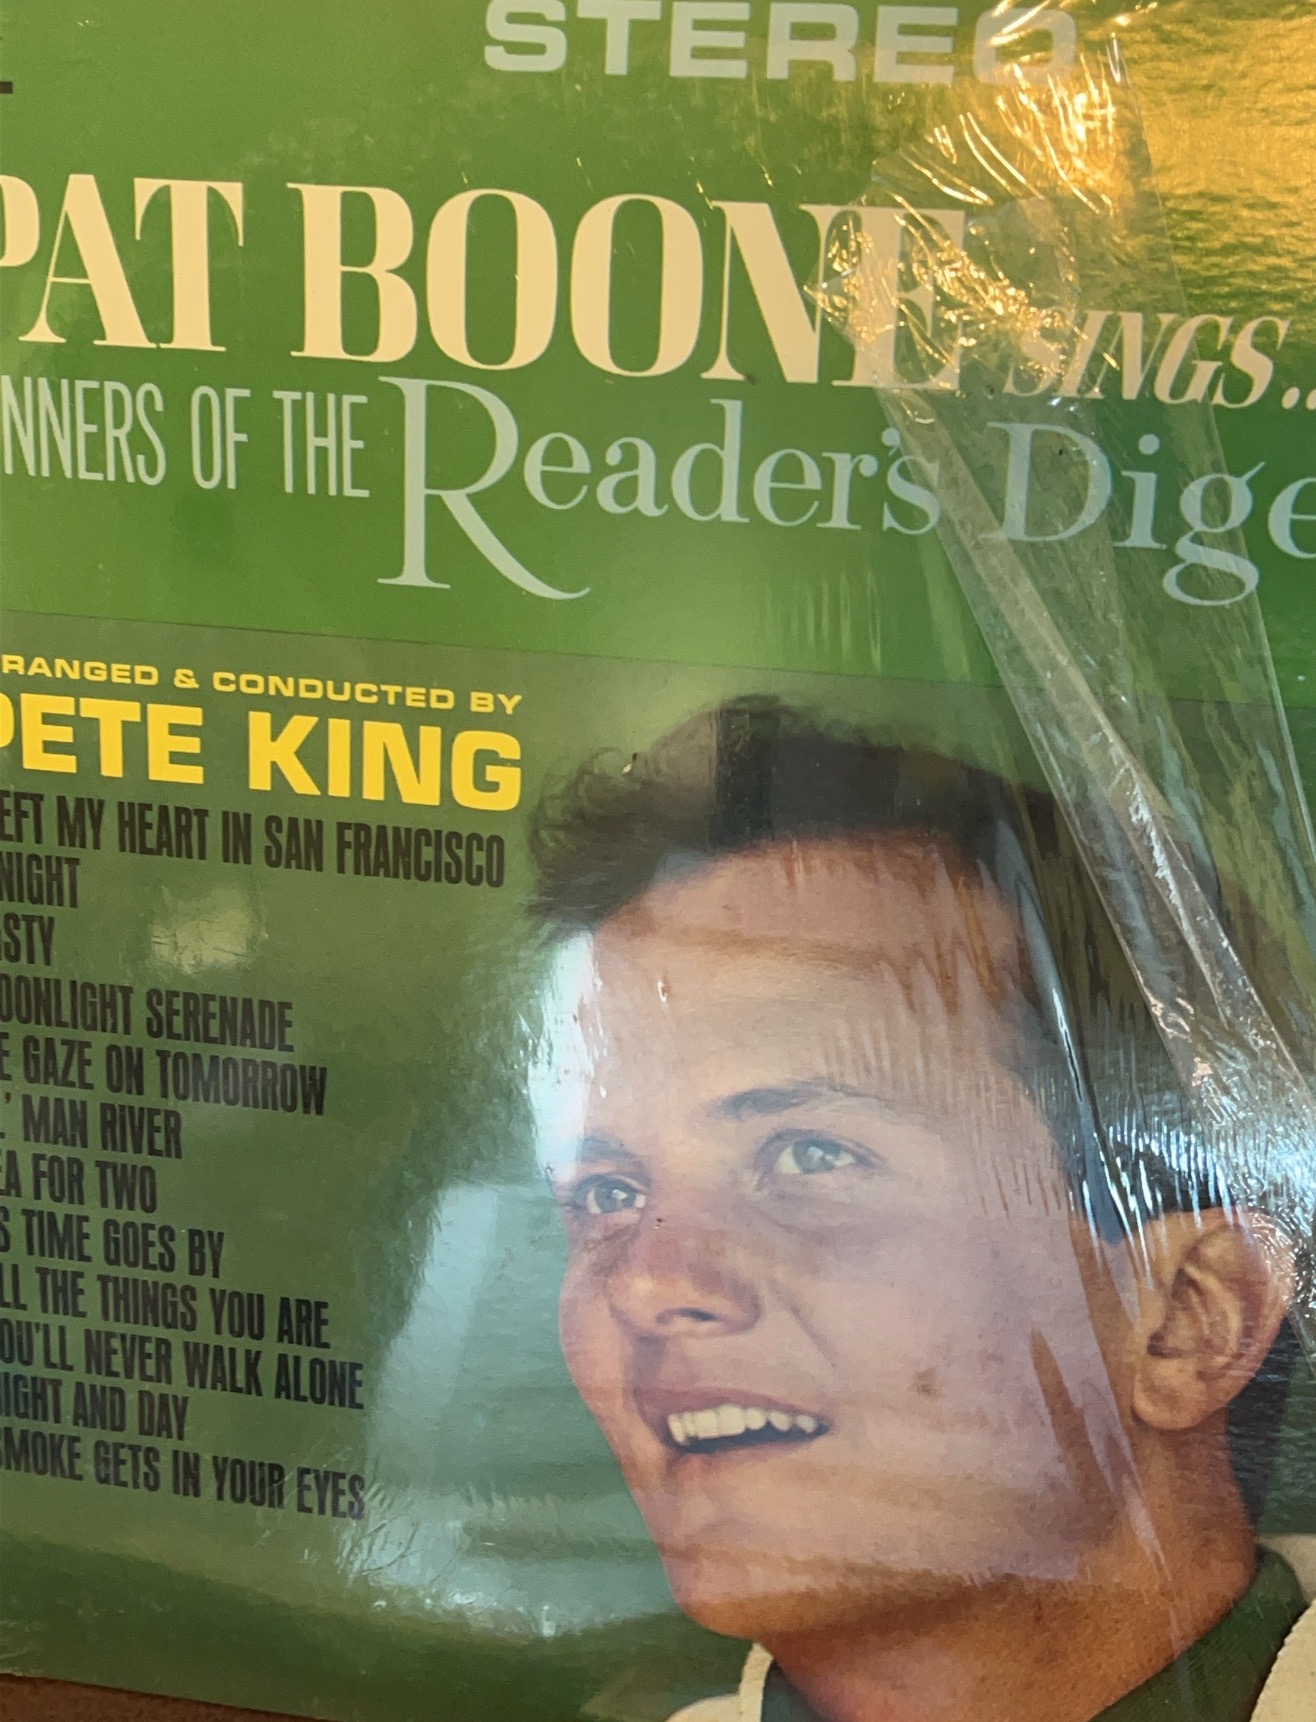 STEREO
PAT BOONE SINGS..
NNERS OF THE Reader's Dige
RANGED & CONDUCTED BY
PETE KING
EFT MY HEART IN SAN FRANCISCO
NIGHT
STY
OONLIGHT SERENADE
E GAZE ON TOMORROW
L' MAN RIVER
EA FOR TWO
S TIME GOES BY
LL THE THINGS YOU ARE
OU'LL NEVER WALK ALONE
IGHT AND DAY
SMOKE GETS IN YOUR EYES